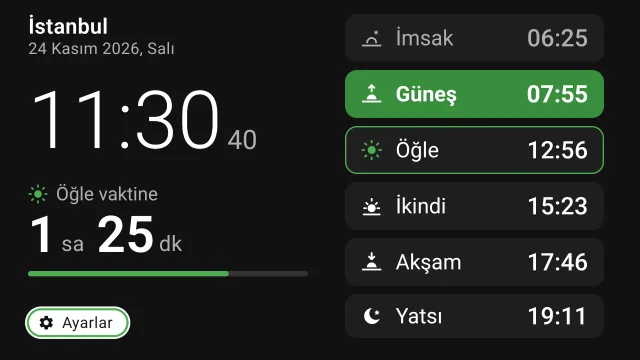 İstanbul
24 Kasım 2026, Salı
11:30 40
Öğle vaktine
1 sa 25 dk
Ayarlar
İmsak 06:25
Güneş 07:55
Öğle 12:56
İkindi 15:23
Akşam 17:46
Yatsı 19:11